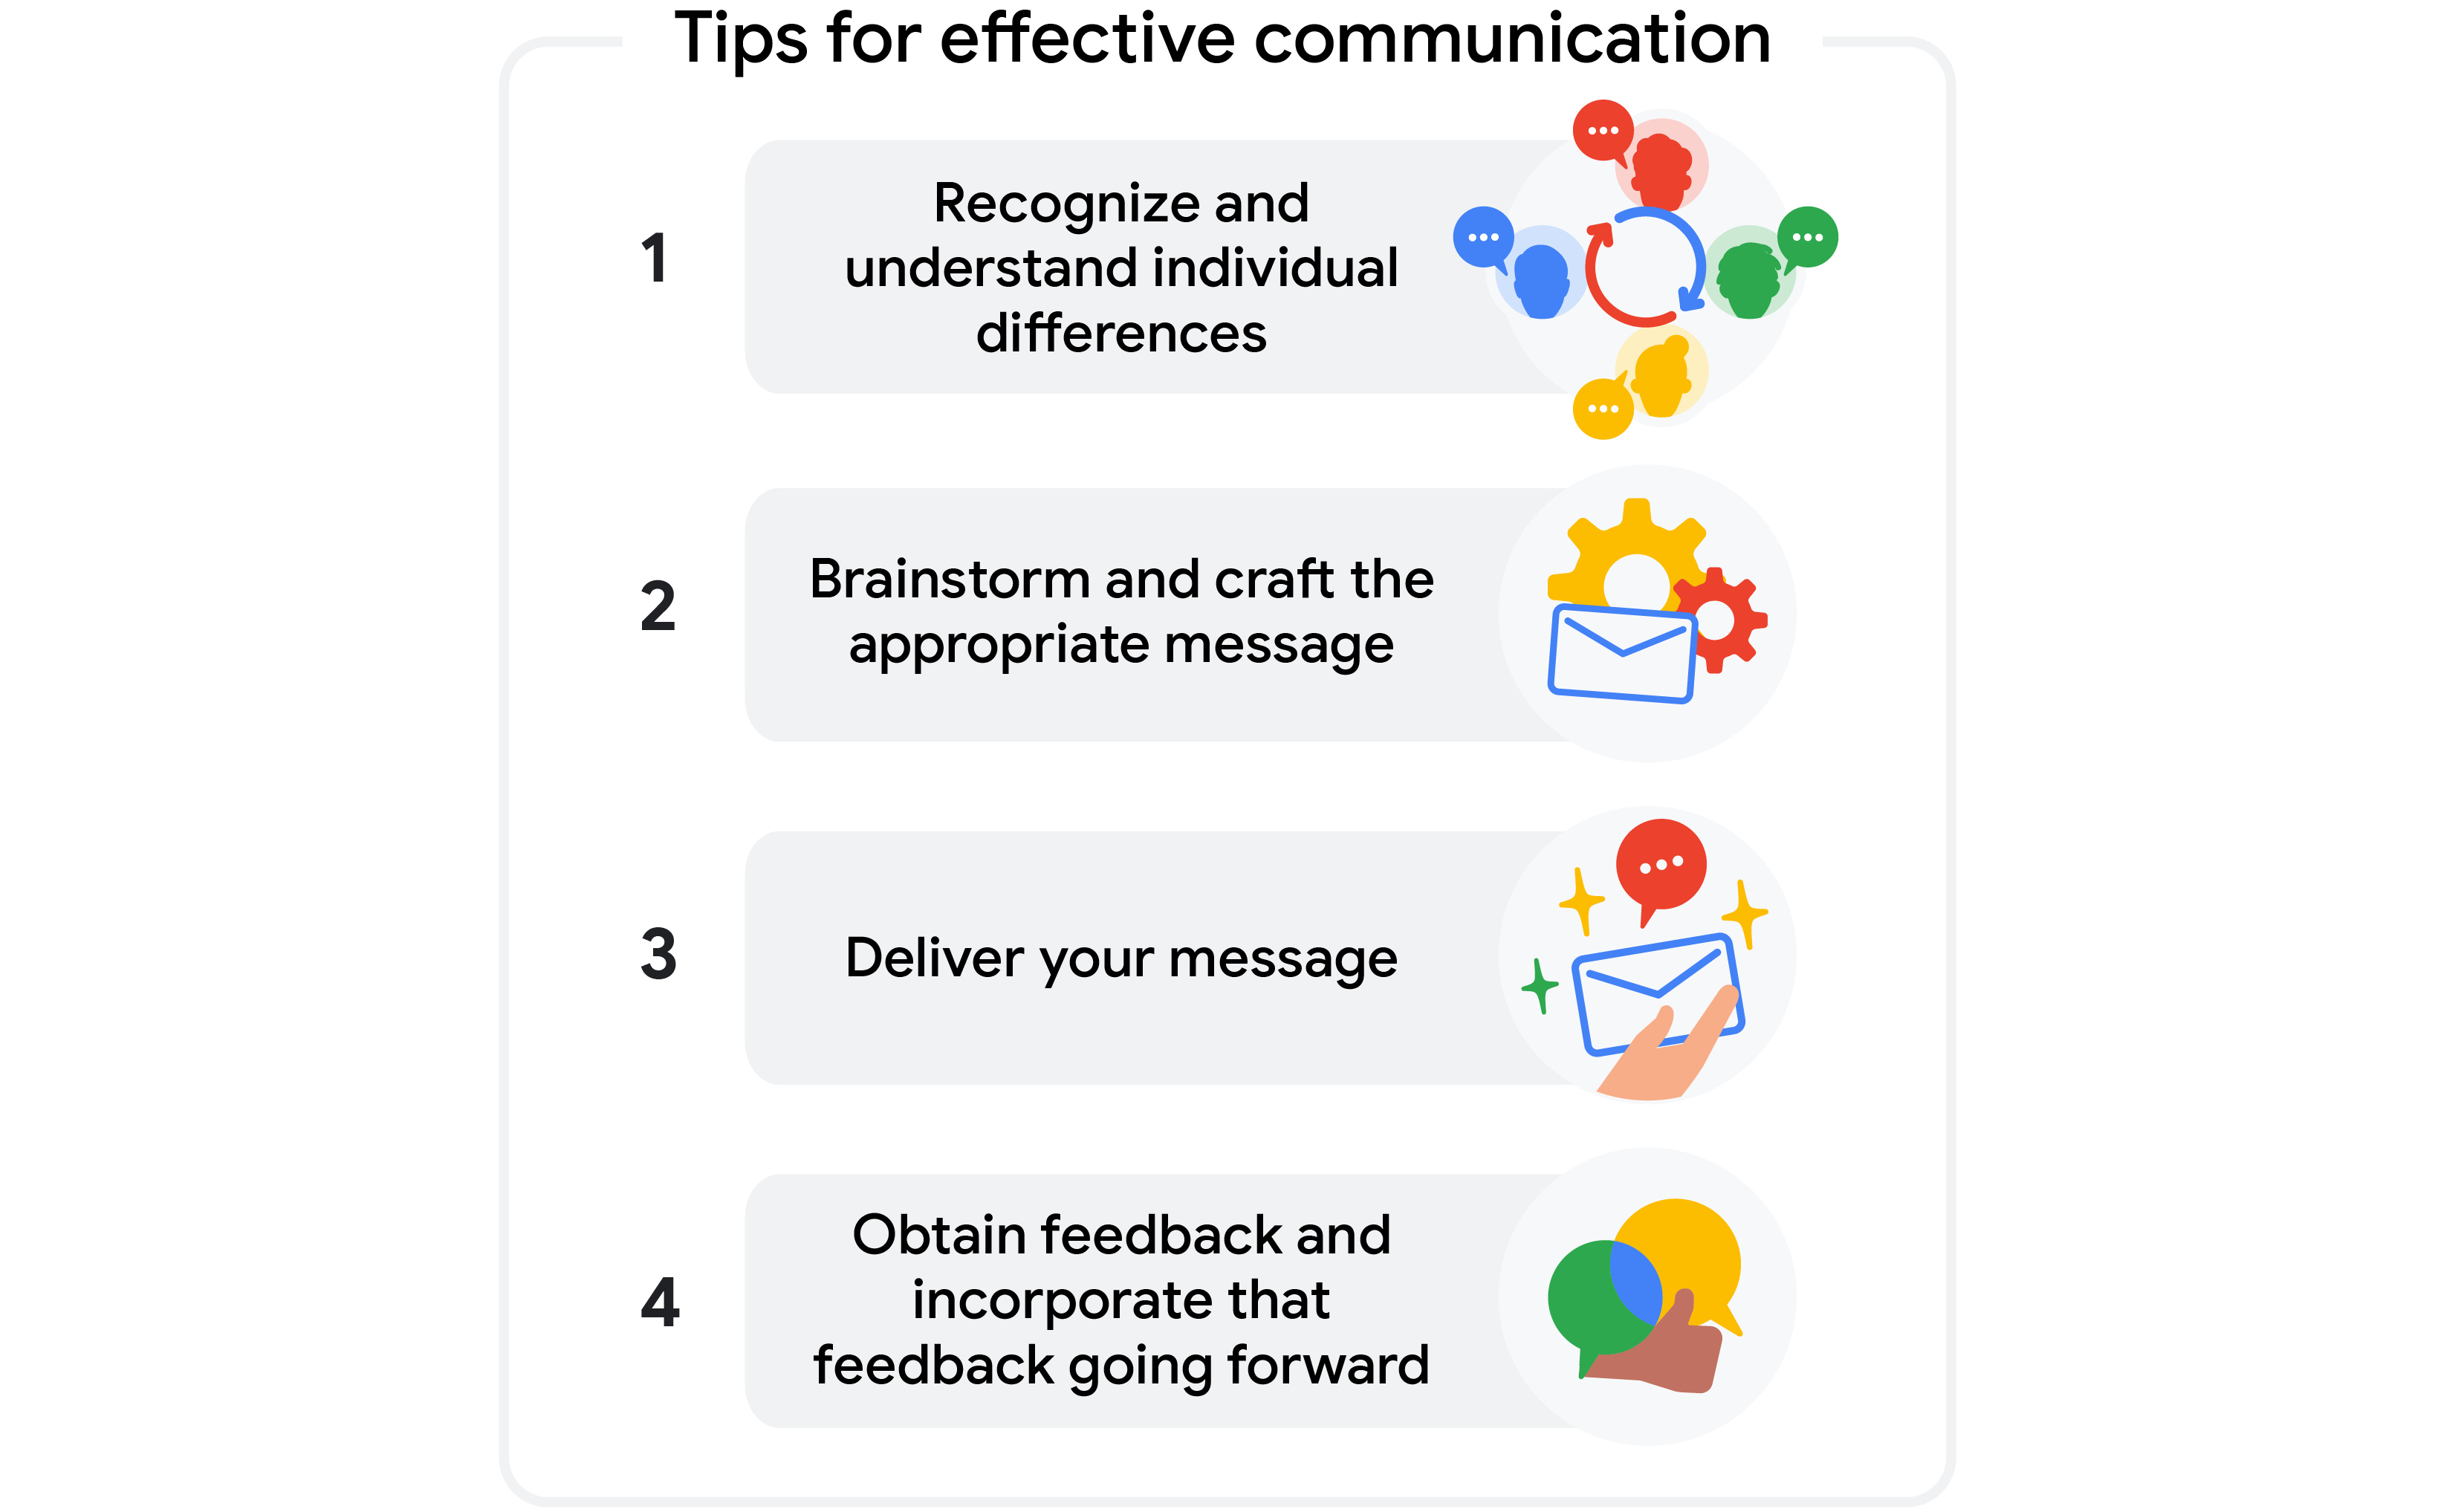 Tips for effective communication
1
Recognize and
understand individual
differences
2
Brainstorm and craft the
appropriate message
3
Deliver your message
4
Obtain feedback and
incorporate that
feedback going forward